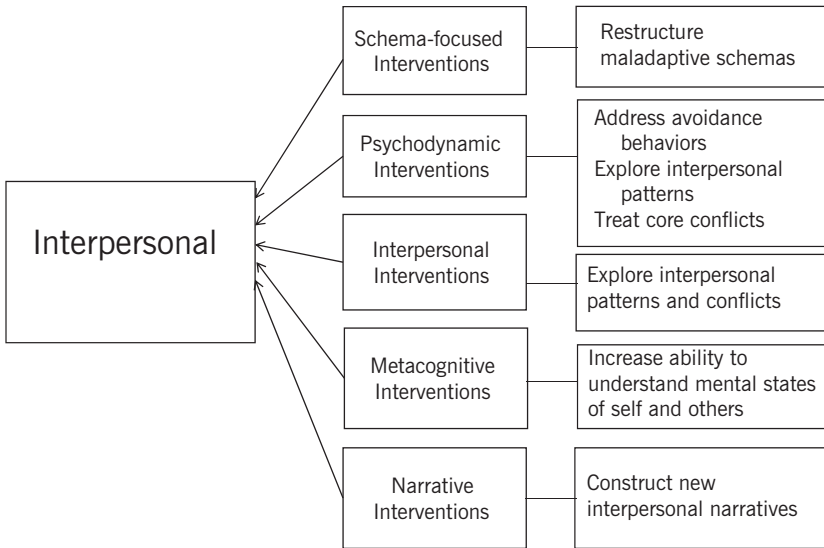 Interpersonal
Schema-focused
Interventions
Restructure
maladaptive schemas
Psychodynamic
Interventions
Address avoidance
behaviors
Explore interpersonal
patterns
Treat core conflicts
Interpersonal
Interventions
Explore interpersonal
patterns and conflicts
Metacognitive
Interventions
Increase ability to
understand mental states
of self and others
Narrative
Interventions
Construct new
interpersonal narratives